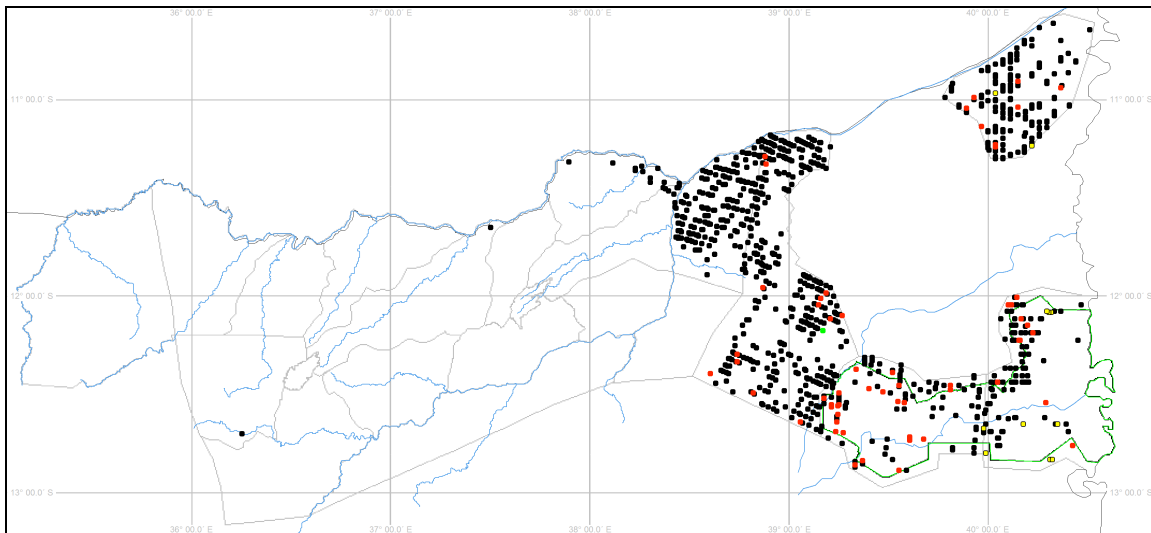 36° 00.0´ E 37° 00.0´ E 38° 00.0´ E 39° 00.0´ E 40° 00.0´ E
11° 00.0´ S 11° 00.0´ S
12° 00.0´ S 12° 00.0´ S
13° 00.0´ S 13° 00.0´ S
36° 00.0´ E 37° 00.0´ E 38° 00.0´ E 39° 00.0´ E 40° 00.0´ E